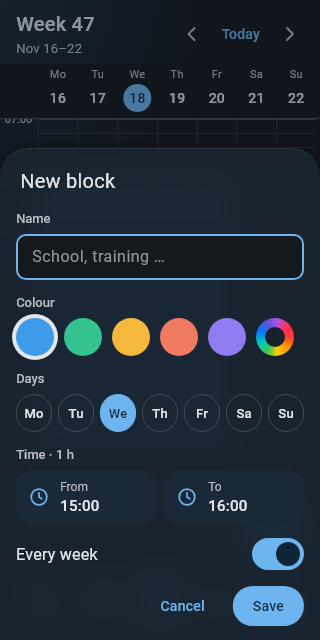 Week 47
Nov 16–22
Today
Mo Tu We Th Fr Sa Su
16 17 18 19 20 21 22
07:00
New block
Name
School, training …
Colour
Days
Mo Tu We Th Fr Sa Su
Time · 1 h
From To
15:00 16:00
Every week
Cancel Save